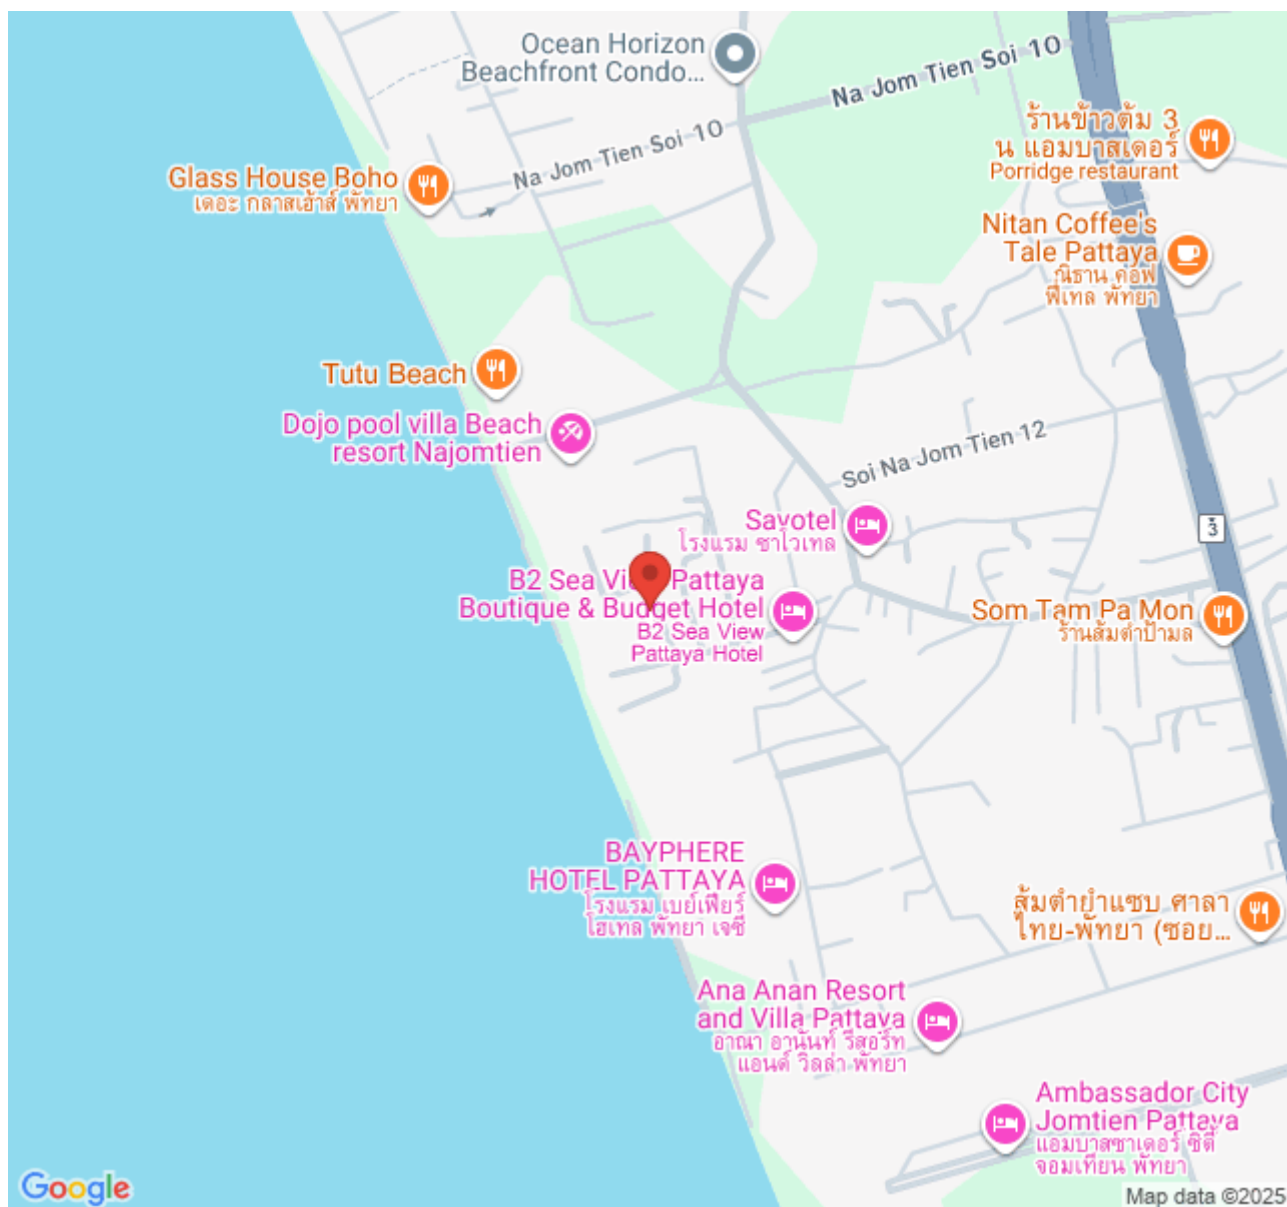 Ocean Horizon
Beachfront Condo...
Na Jom Tien Soi 10
Na Jom Tien Soi 10
ร้านข้าวต้ม 3
น แอมบาสเดอร์
Porridge restaurant
Glass House Boho
เดอะ กลาสเฮ้าส์ พัทยา
Nitan Coffee's
Tale Pattaya
ณิธาน คอฟ
ฟีเทล พัทยา
Tutu Beach
Dojo pool villa Beach
resort Najomtien
Soi Na Jom Tien 12
Savotel
โรงแรม ซาโวเทล
3
B2 Sea View Pattaya
Boutique & Budget Hotel
B2 Sea View
Pattaya Hotel
Som Tam Pa Mon
ร้านส้มตำป้ามล
BAYPHERE
HOTEL PATTAYA
โรงแรม เบย์เฟียร์
โฮเทล พัทยา เจซี
ส้มตำยำแซบ ศาลา
ไทย-พัทยา (ซอย...
Ana Anan Resort
and Villa Pattaya
อาณา อานันท์ รีสอร์ท
แอนด์ วิลล่า พัทยา
Ambassador City
Jomtien Pattaya
แอมบาสซาเดอร์ ซิตี้
จอมเทียน พัทยา
Google
Map data ©2025